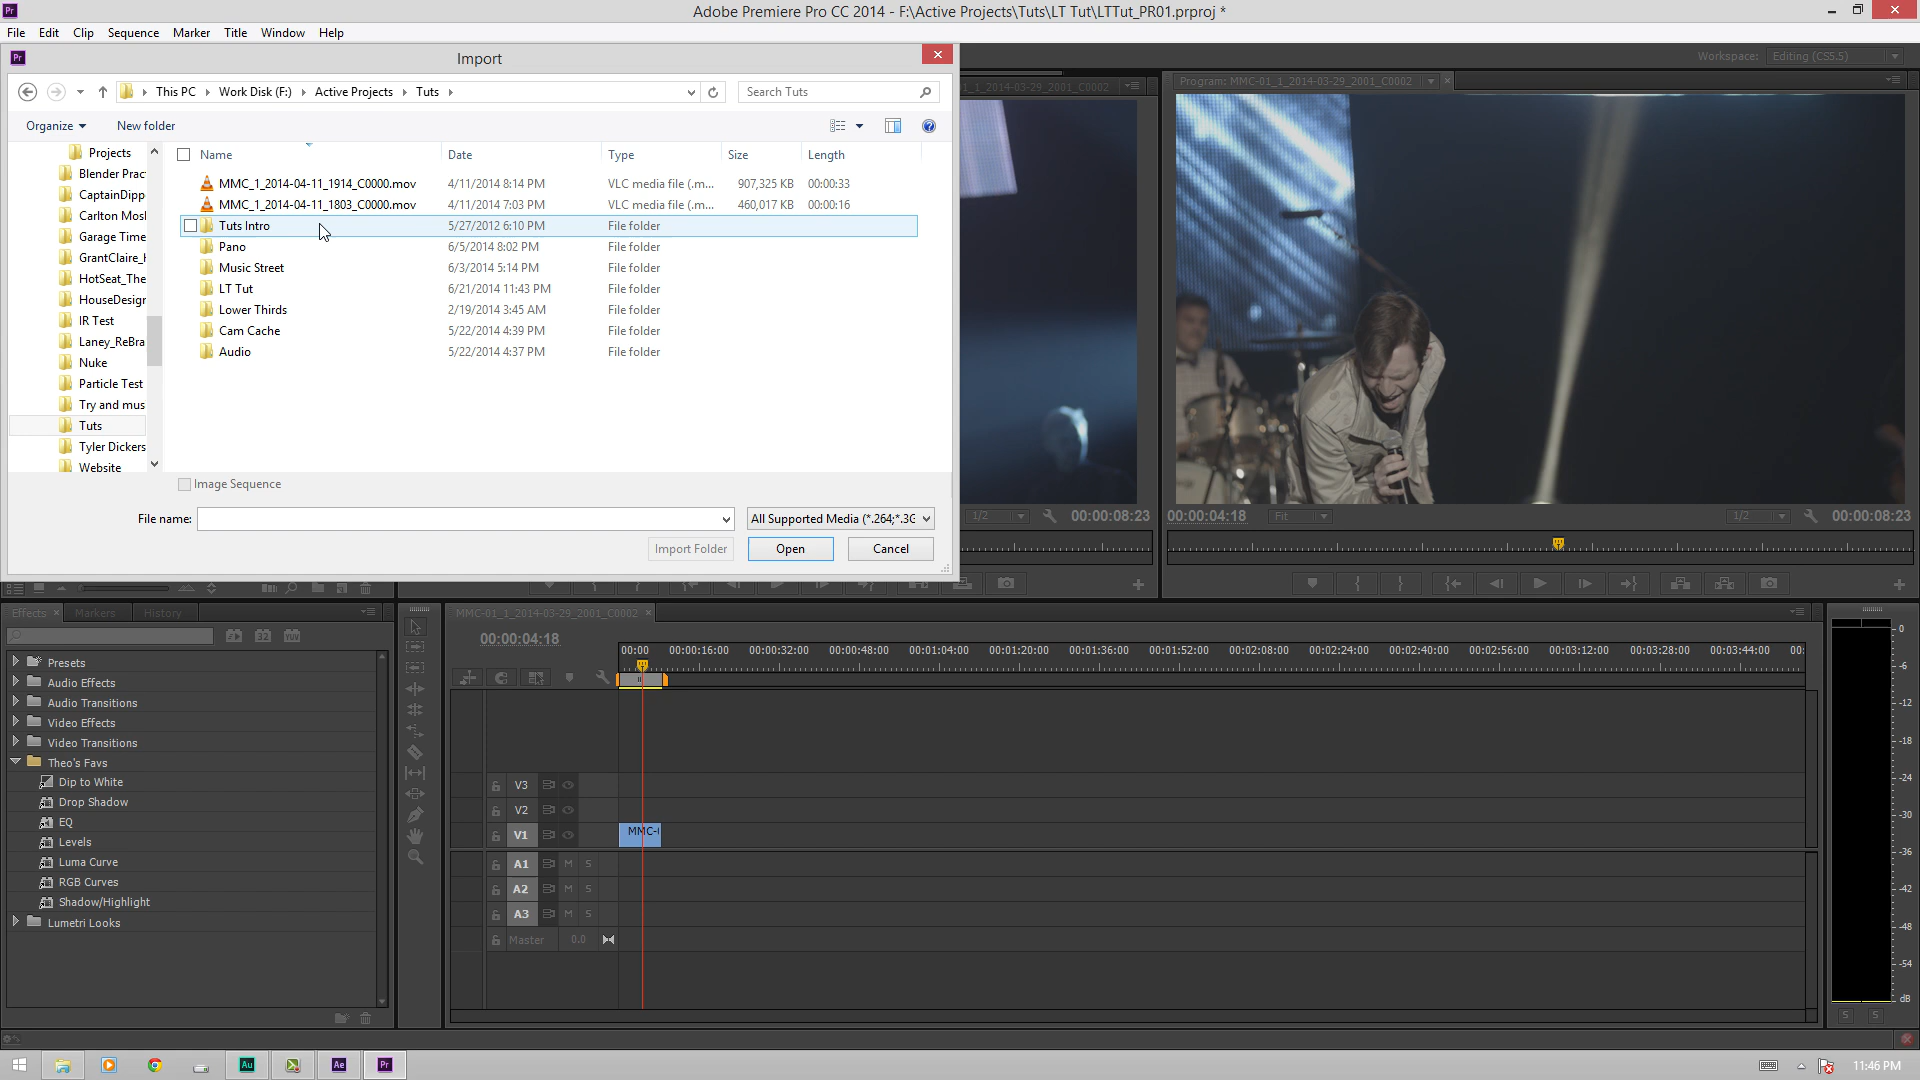 Adobe Premiere Pro CC 2014 - F:\Active Projects\Tuts\LT Tut\LTTut_PR01.prproj *
File Edit Clip Sequence Marker Title Window Help
Import
Workspace: Editing (CS5.5)
This PC Work Disk (F:) Active Projects Tuts
Search Tuts
Program: MMC-01_1_2014-03-29_2001_C0002
1_1_2014-03-29_2001_C0002
Organize New folder
Name Date Type Size Length
MMC_1_2014-04-11_1914_C0000.mov 4/11/2014 8:14 PM VLC media file (.m... 907,325 KB 00:00:33
MMC_1_2014-04-11_1803_C0000.mov 4/11/2014 7:03 PM VLC media file (.m... 460,017 KB 00:00:16
Tuts Intro 5/27/2012 6:10 PM File folder
Pano 6/5/2014 8:02 PM File folder
Music Street 6/3/2014 5:14 PM File folder
LT Tut 6/21/2014 11:43 PM File folder
Lower Thirds 2/19/2014 3:45 AM File folder
Cam Cache 5/22/2014 4:39 PM File folder
Audio 5/22/2014 4:37 PM File folder
Projects
Blender Prac
CaptainDipp
Carlton Mosl
Garage Time
GrantClaire_H
HotSeat_The
HouseDesigr
IR Test
Laney_ReBra
Nuke
Particle Test
Try and mus
Tuts
Tyler Dickers
Website
Image Sequence
File name:
All Supported Media (*.264;*.3G
Import Folder Open Cancel
1/2 00:00:08:23
00:00:04:18 Fit 1/2 00:00:08:23
Effects Markers History
32 YUV
Presets
Audio Effects
Audio Transitions
Video Effects
Video Transitions
Theo's Favs
Dip to White
Drop Shadow
EQ
Levels
Luma Curve
RGB Curves
Shadow/Highlight
Lumetri Looks
MMC-01_1_2014-03-29_2001_C0002
00:00:04:18
00:00 00:00:16:00 00:00:32:00 00:00:48:00 00:01:04:00 00:01:20:00 00:01:36:00 00:01:52:00 00:02:08:00 00:02:24:00 00:02:40:00 00:02:56:00 00:03:12:00 00:03:28:00 00:03:44:00 00:
V3
V2
V1 MMC-
A1 M S
A2 M S
A3 M S
Master 0.0
0
-6
-12
-18
-24
-30
-36
-42
-48
-54
dB
S S
Au Ae Pr
11:46 PM